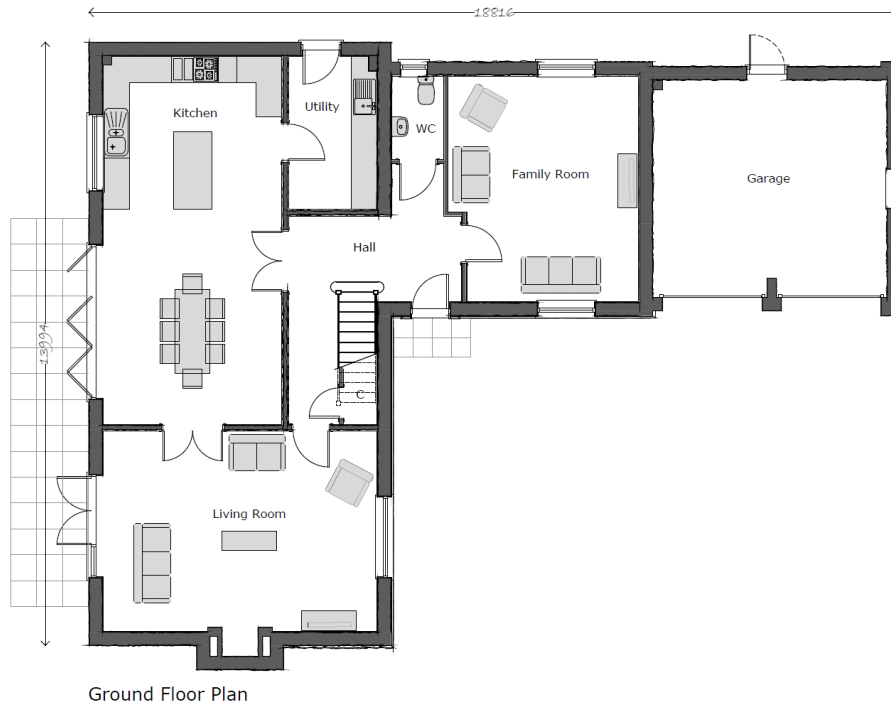 18816
Kitchen
Utility
WC
Family Room
Garage
Hall
13994
C
Living Room
Ground Floor Plan